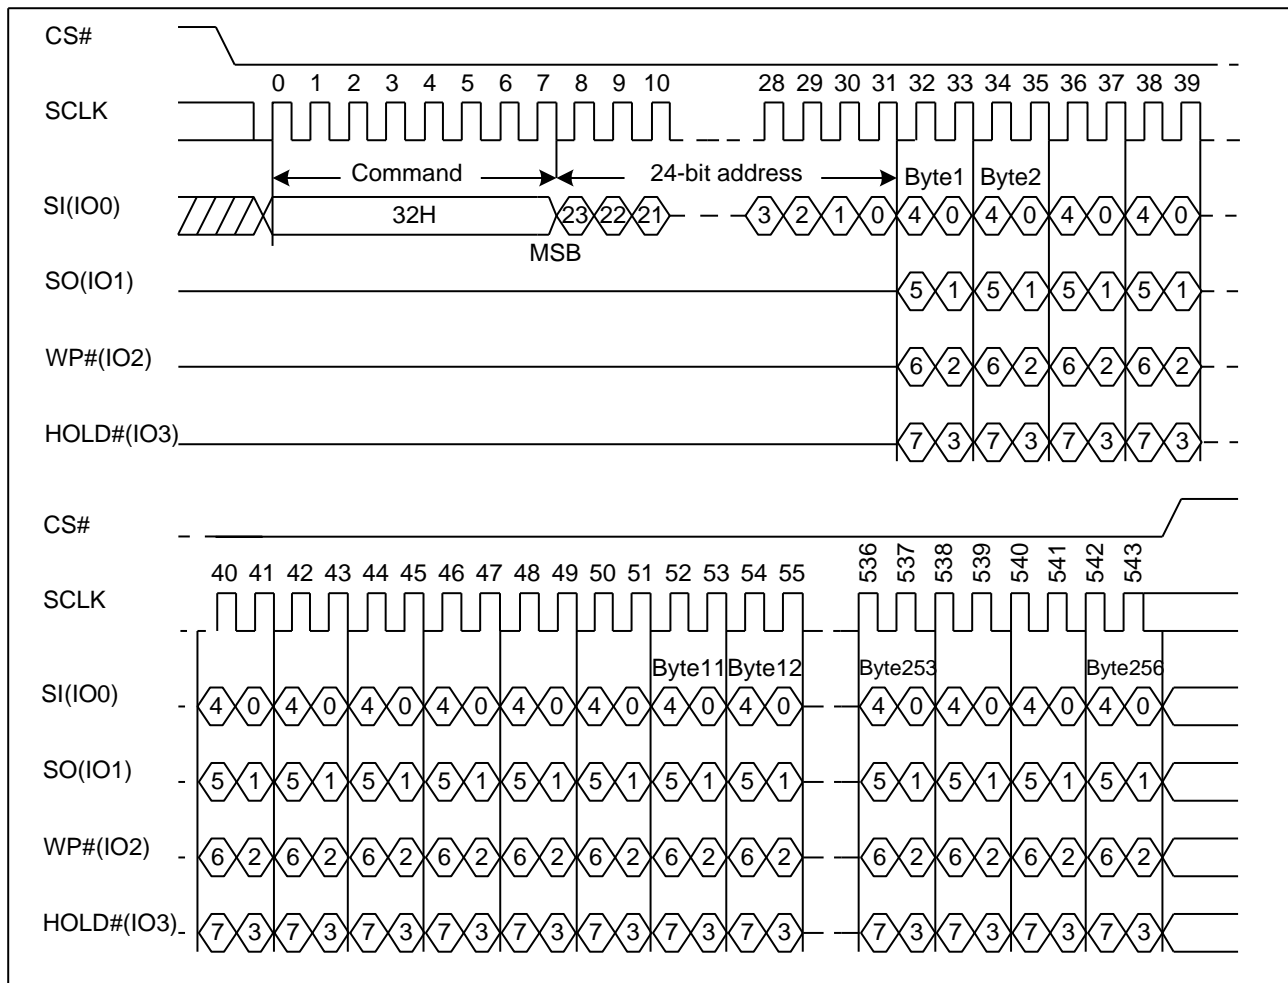 CS#
0 1 2 3 4 5 6 7 8 9 10 28 29 30 31 32 33 34 35 36 37 38 39
SCLK
Command 24-bit address Byte1 Byte2
SI(IO0) 32H 23 22 21 3 2 1 0 4 0 4 0 4 0 4 0
MSB
SO(IO1) 5 1 5 1 5 1 5 1
WP#(IO2) 6 2 6 2 6 2 6 2
HOLD#(IO3) 7 3 7 3 7 3 7 3
CS#
40 41 42 43 44 45 46 47 48 49 50 51 52 53 54 55 536 537 538 539 540 541 542 543
SCLK
Byte11 Byte12 Byte253 Byte256
SI(IO0) 4 0 4 0 4 0 4 0 4 0 4 0 4 0 4 0 4 0 4 0 4 0 4 0
SO(IO1) 5 1 5 1 5 1 5 1 5 1 5 1 5 1 5 1 5 1 5 1 5 1 5 1
WP#(IO2) 6 2 6 2 6 2 6 2 6 2 6 2 6 2 6 2 6 2 6 2 6 2 6 2
HOLD#(IO3) 7 3 7 3 7 3 7 3 7 3 7 3 7 3 7 3 7 3 7 3 7 3 7 3